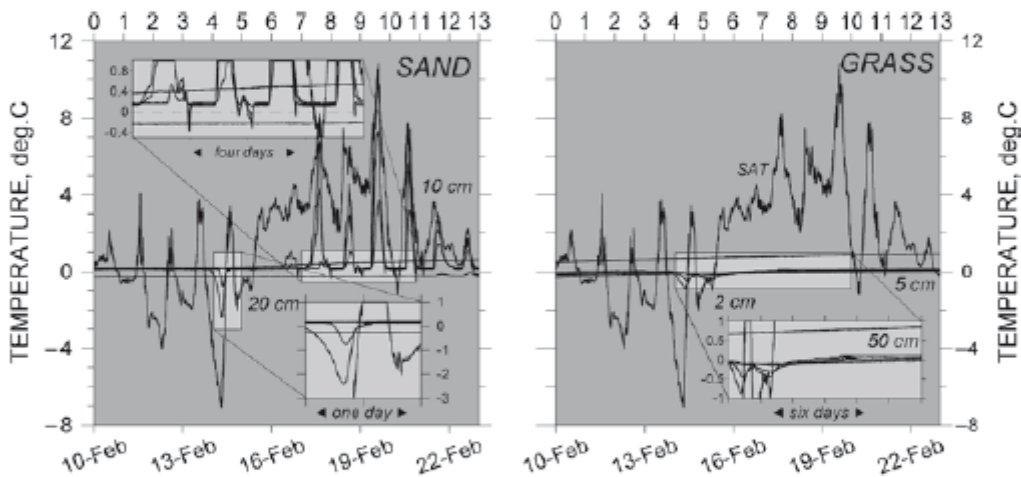 0 1 2 3 4 5 6 7 8 9 10 11 12 13
12
8
4
0
-4
-8
TEMPERATURE, deg.C
SAND
0.8
0.4
0
-0.4
◄ four days ►
10 cm
20 cm
1
0
-1
-2
-3
◄ one day ►
10-Feb 13-Feb 16-Feb 19-Feb 22-Feb
0 1 2 3 4 5 6 7 8 9 10 11 12 13
GRASS
SAT
5 cm
2 cm
50 cm
1
0.5
0
-0.5
-1
◄ six days ►
12
8
4
0
-4
-8
TEMPERATURE, deg.C
10-Feb 13-Feb 16-Feb 19-Feb 22-Feb